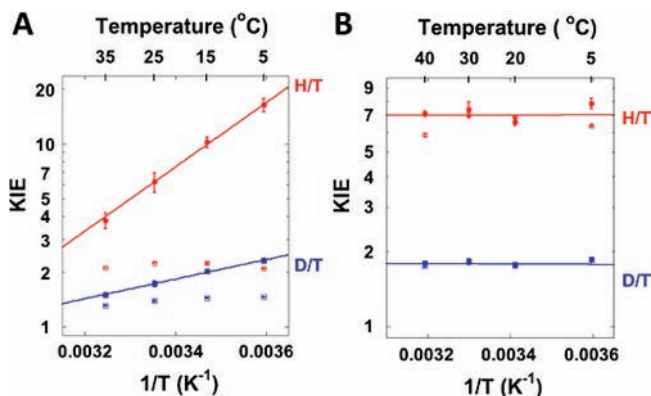 A
Temperature (°C)
35 25 15 5
20
10
7
5
4
3
2
1
KIE
H/T
D/T
0.0032 0.0034 0.0036
1/T (K⁻¹)
B
Temperature (°C)
40 30 20 5
9
7
6
5
4
3
2
1
KIE
H/T
D/T
0.0032 0.0034 0.0036
1/T (K⁻¹)